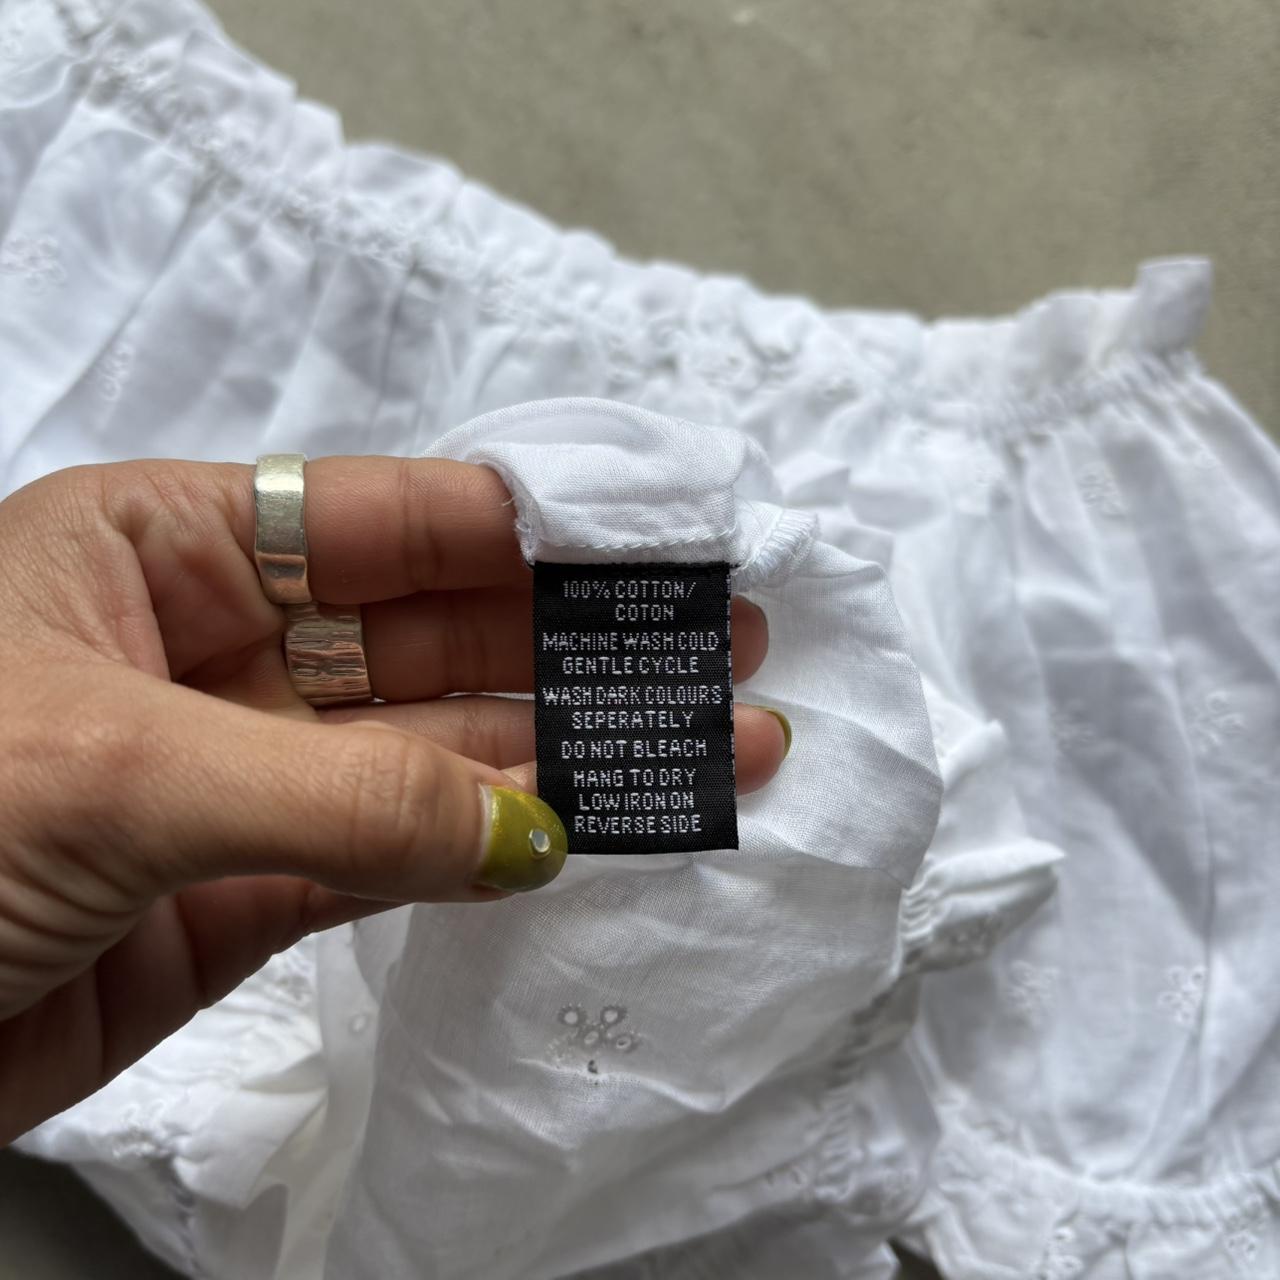 100% COTTON/
COTON
MACHINE WASH COLD
GENTLE CYCLE
WASH DARK COLOURS
SEPERATELY
DO NOT BLEACH
HANG TO DRY
LOW IRON ON
REVERSE SIDE